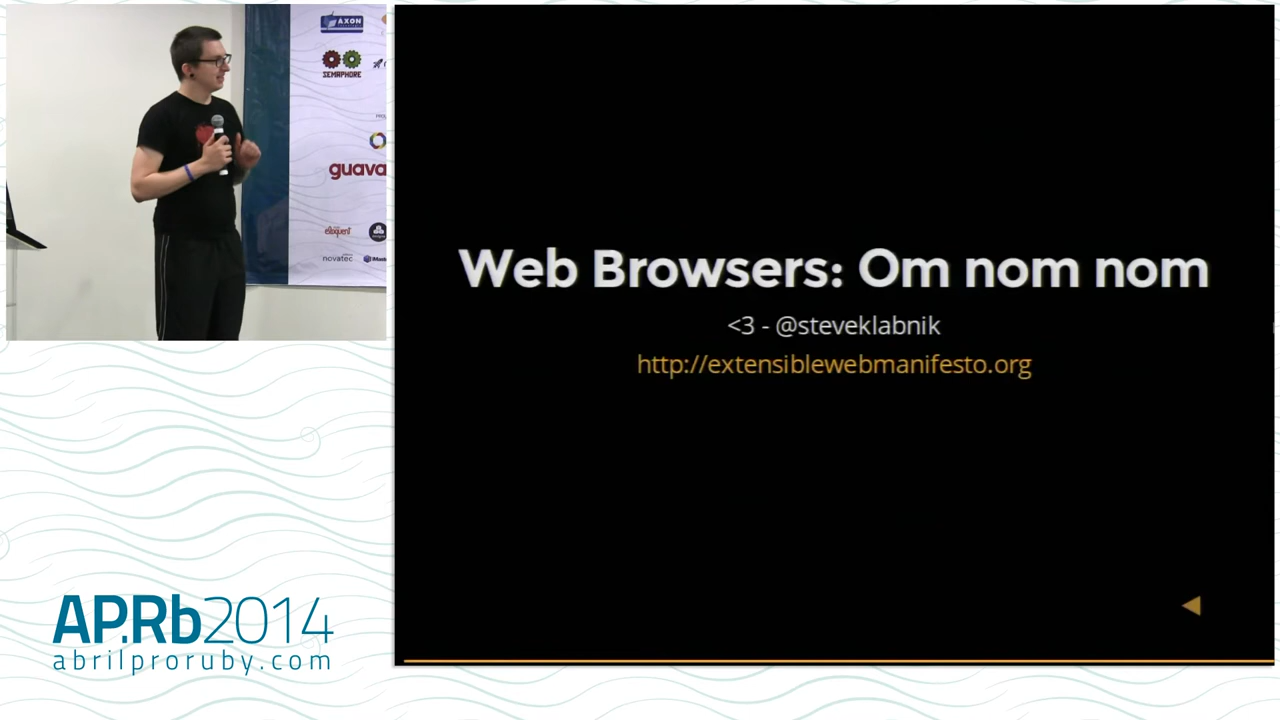 AXON
SEMAPHORE
guava
eloquent
novatec
Web Browsers: Om nom nom
<3 - @steveklabnik
http://extensiblewebmanifesto.org
AP.Rb2014
abrilproruby.com